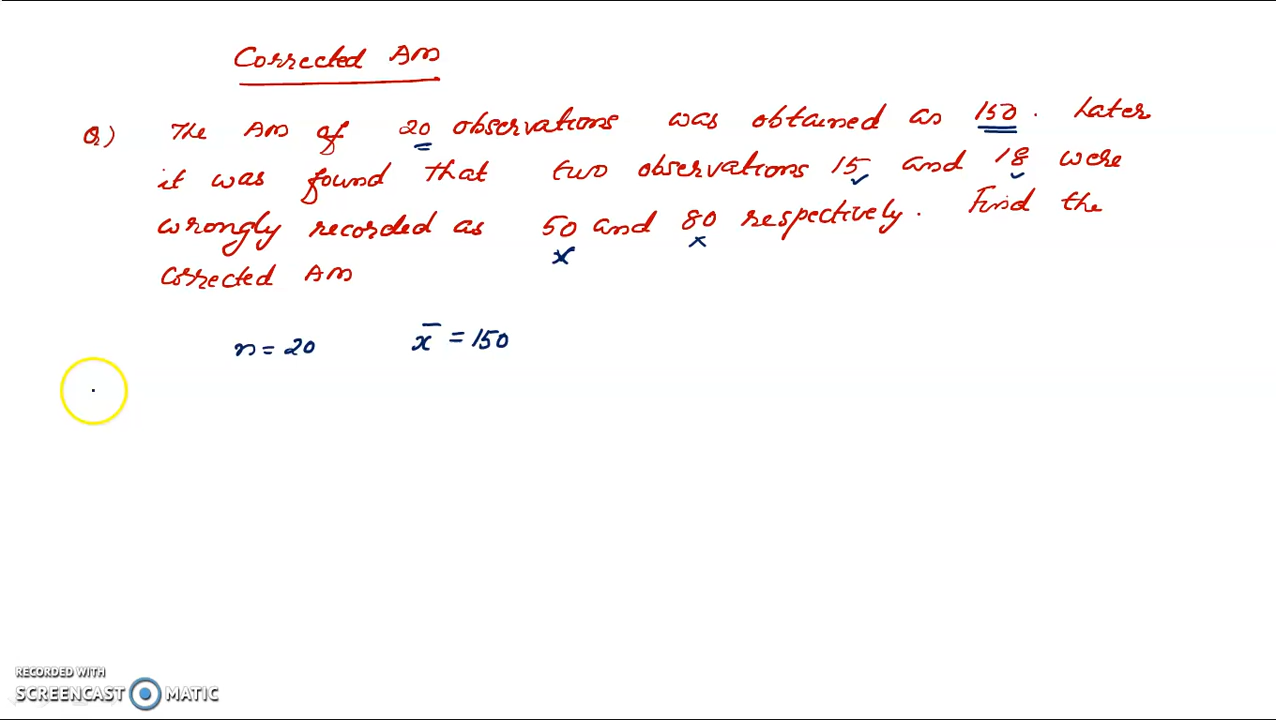 Corrected AM
Q) The AM of 20 observations was obtained as 150. Later
it was found that two observations 15 and 18 were
wrongly recorded as 50 and 80 respectively. Find the
Corrected AM
n = 20 x̄ = 150
RECORDED WITH
SCREENCAST MATIC